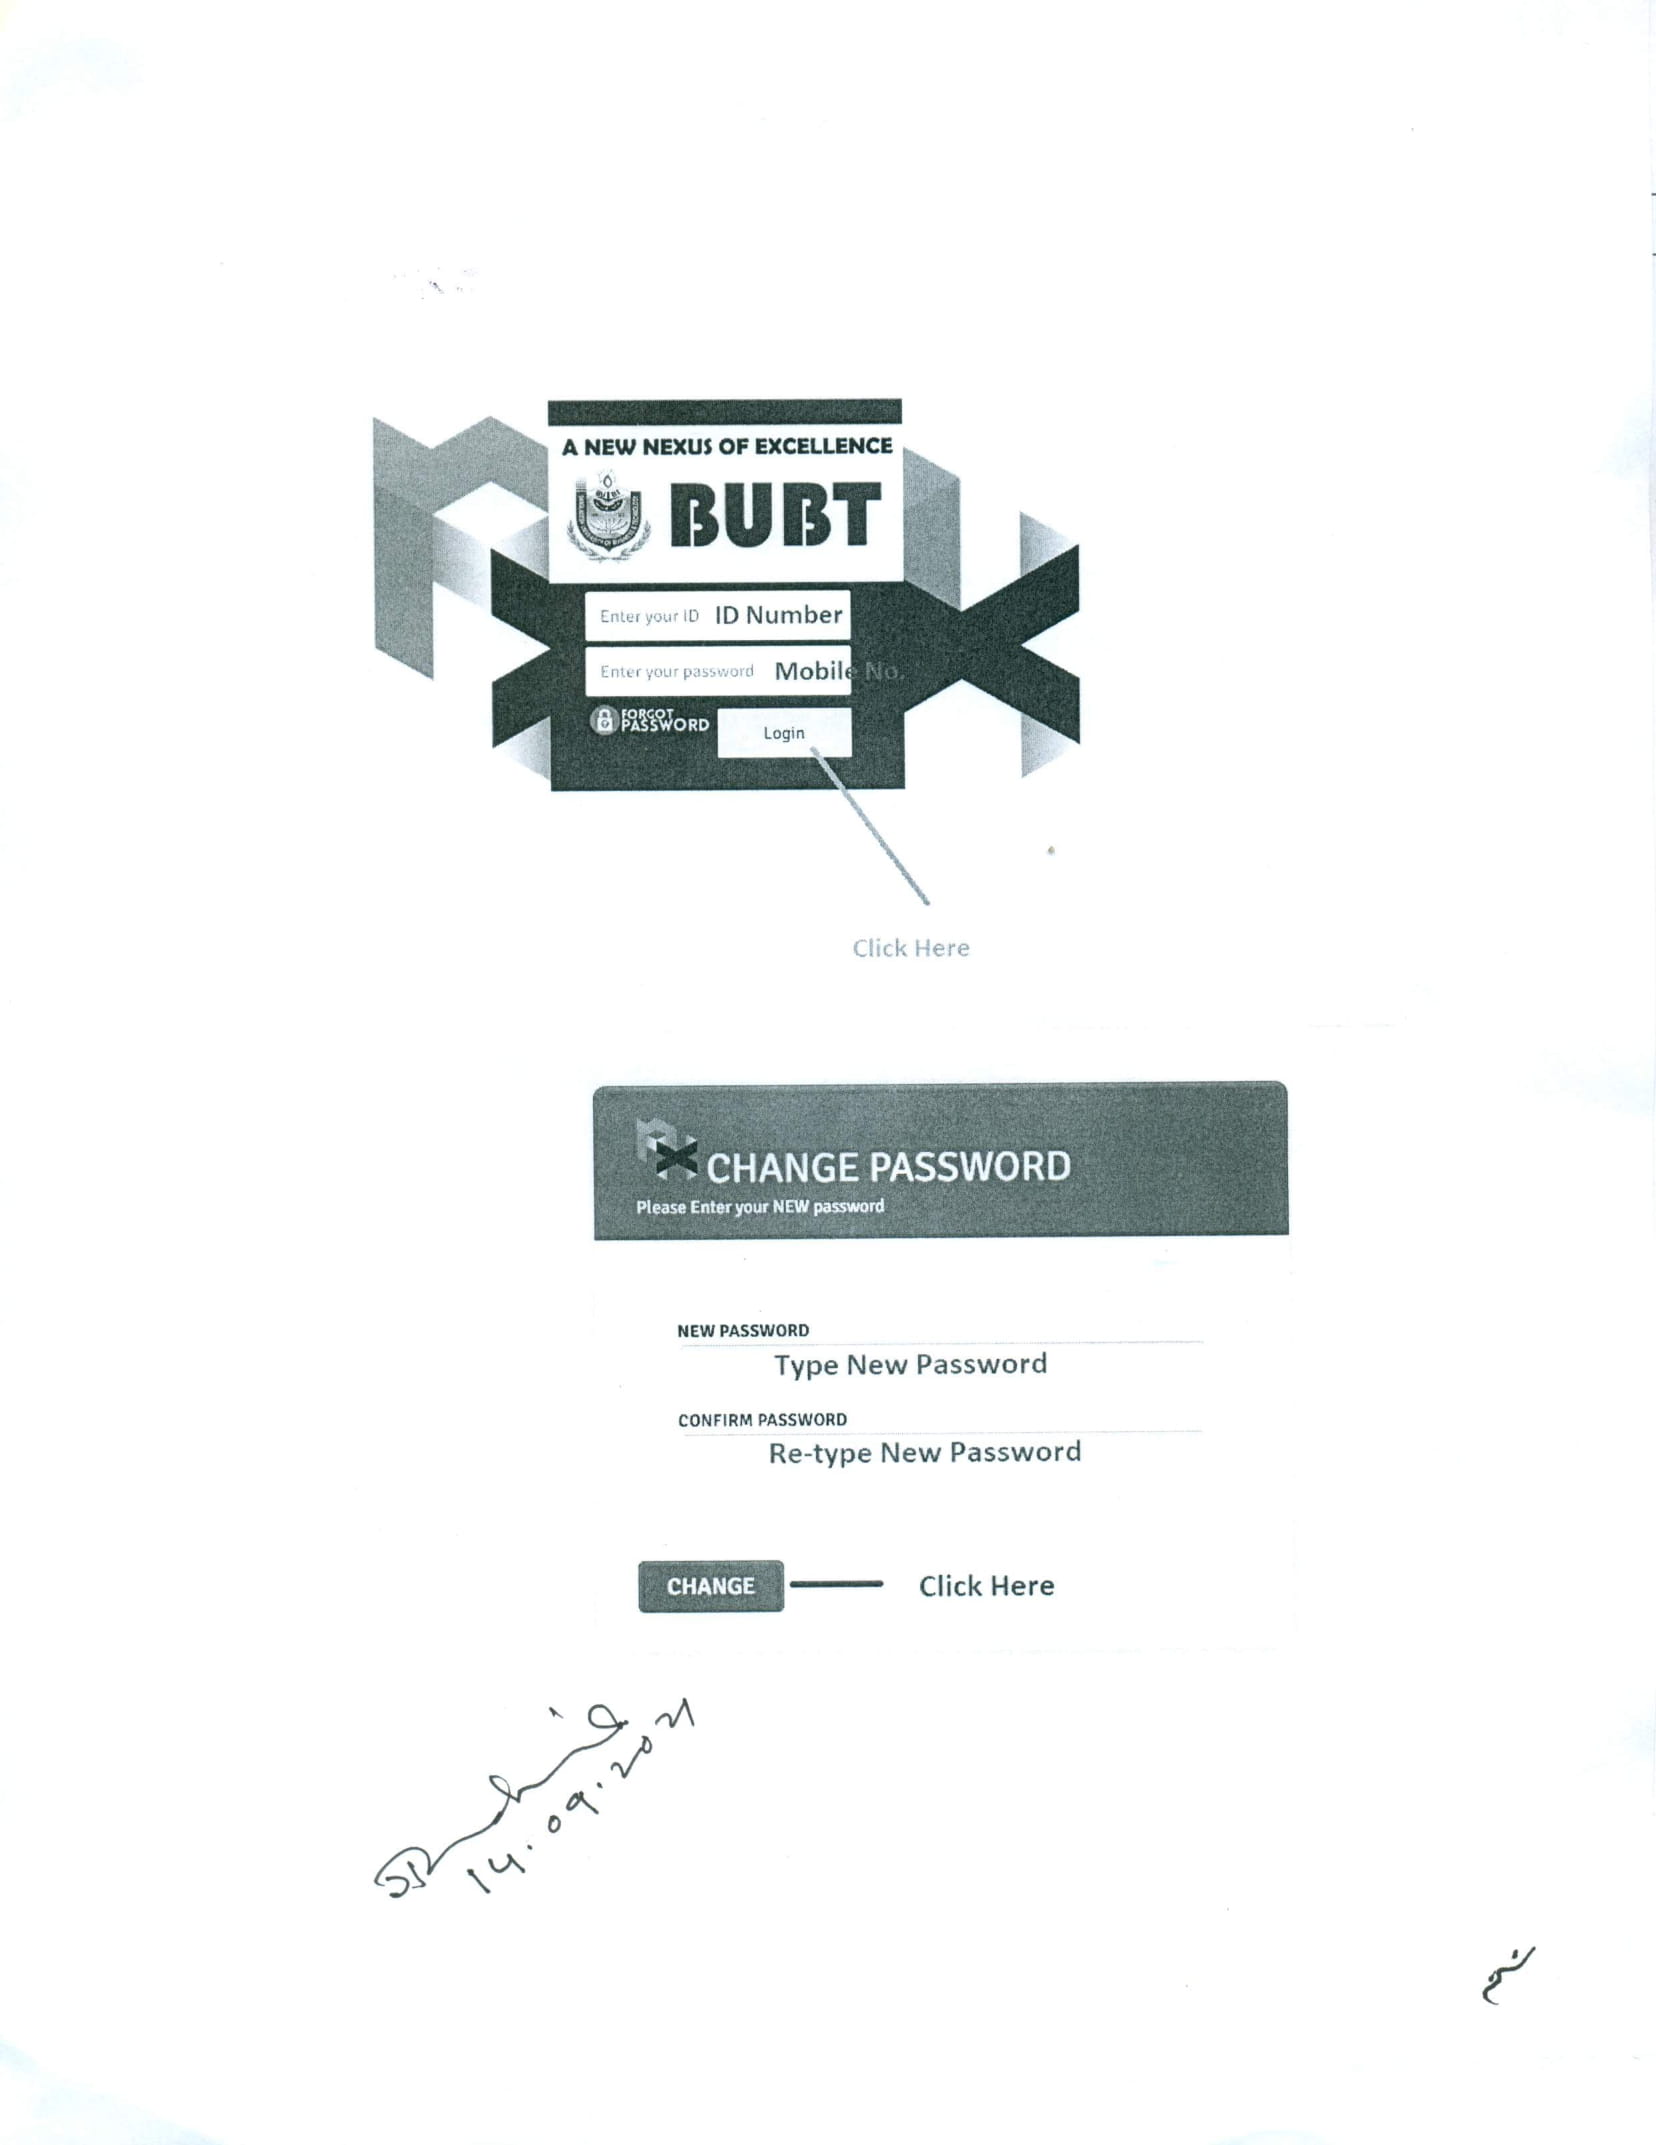 A NEW NEXUS OF EXCELLENCE
BUBT
Enter your ID ID Number
Enter your password Mobile No.
FORGOT
PASSWORD
Login
Click Here
CHANGE PASSWORD
Please Enter your NEW password
NEW PASSWORD
Type New Password
CONFIRM PASSWORD
Re-type New Password
CHANGE Click Here
14.09.2021